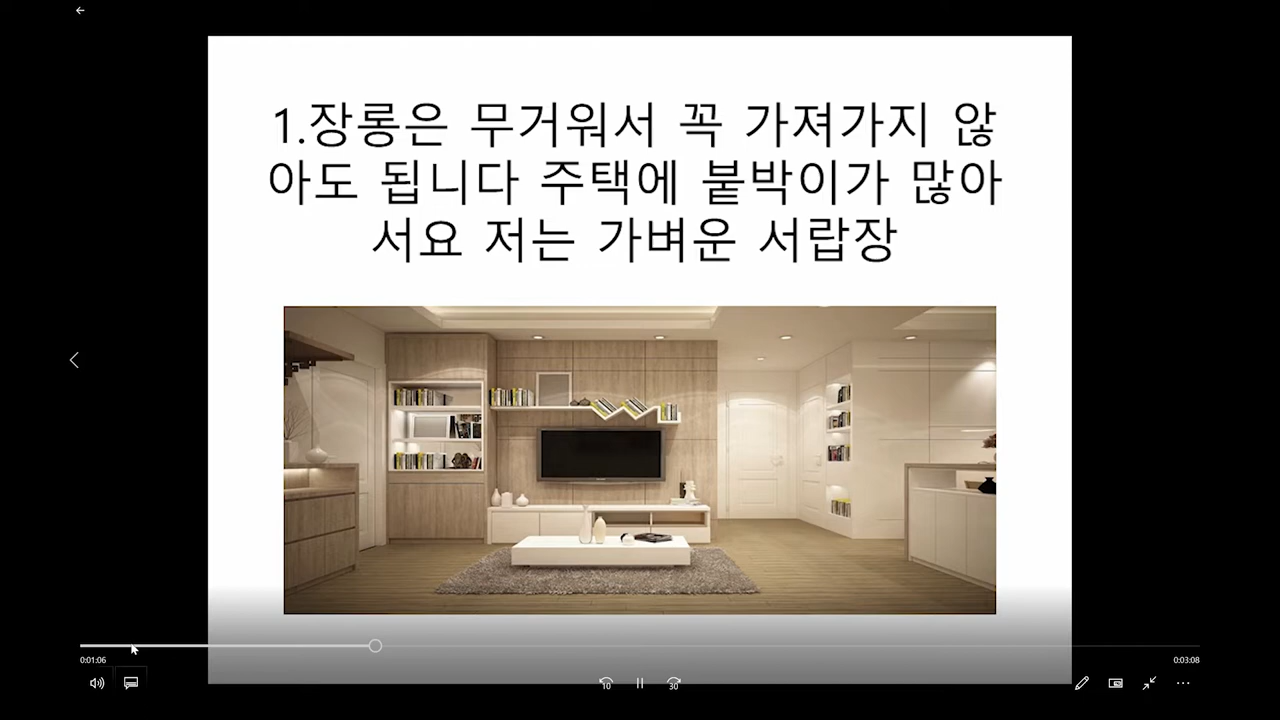 1.장롱은 무거워서 꼭 가져가지 않
아도 됩니다 주택에 붙박이가 많아
서요 저는 가벼운 서랍장
0:01:06
0:03:08
10
30